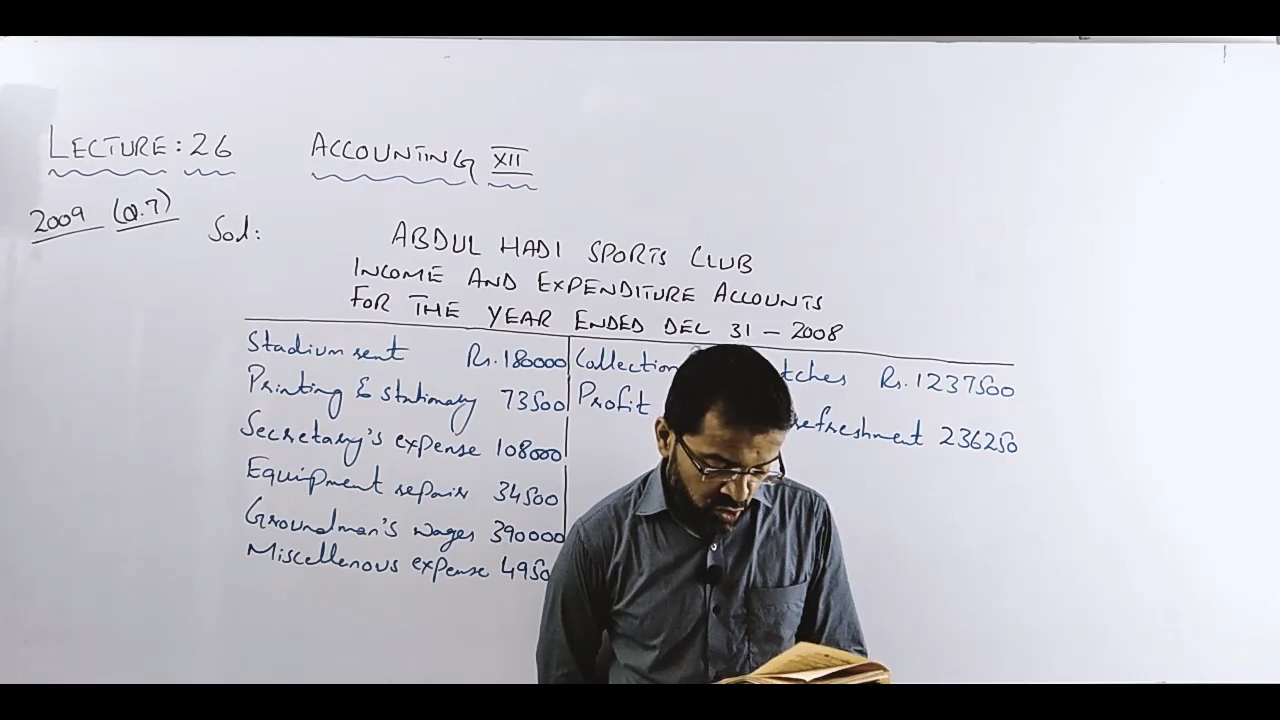 LECTURE: 26 ACCOUNTING XII
2009 (Q.7) Sol:
ABDUL HADI SPORTS CLUB
INCOME AND EXPENDITURE ACCOUNTS
FOR THE YEAR ENDED DEC 31 – 2008
Stadium rent Rs. 180000 Collection Rs. 1237500
Printing & stationary 73500 Profit refreshment 236250
Secretary's expense 108000
Equipment repair 34500
Groundman's wages 390000
Miscellenous expense